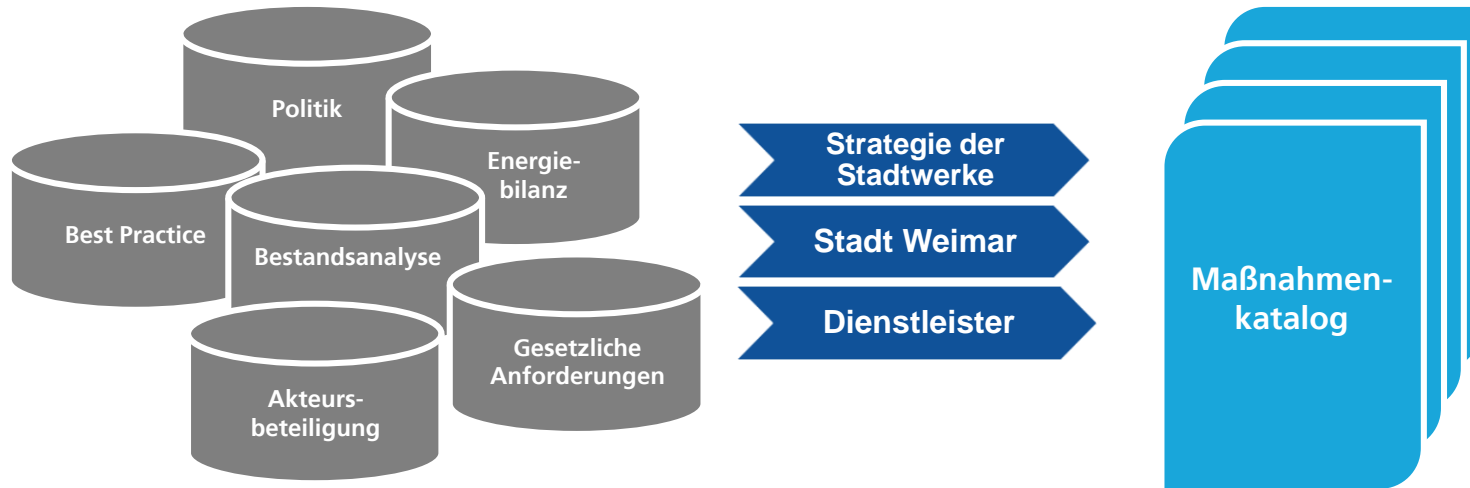 Politik
Energie-
bilanz
Best Practice
Bestandsanalyse
Gesetzliche
Anforderungen
Akteurs-
beteiligung
Strategie der
Stadtwerke
Stadt Weimar
Dienstleister
Maßnahmen-
katalog